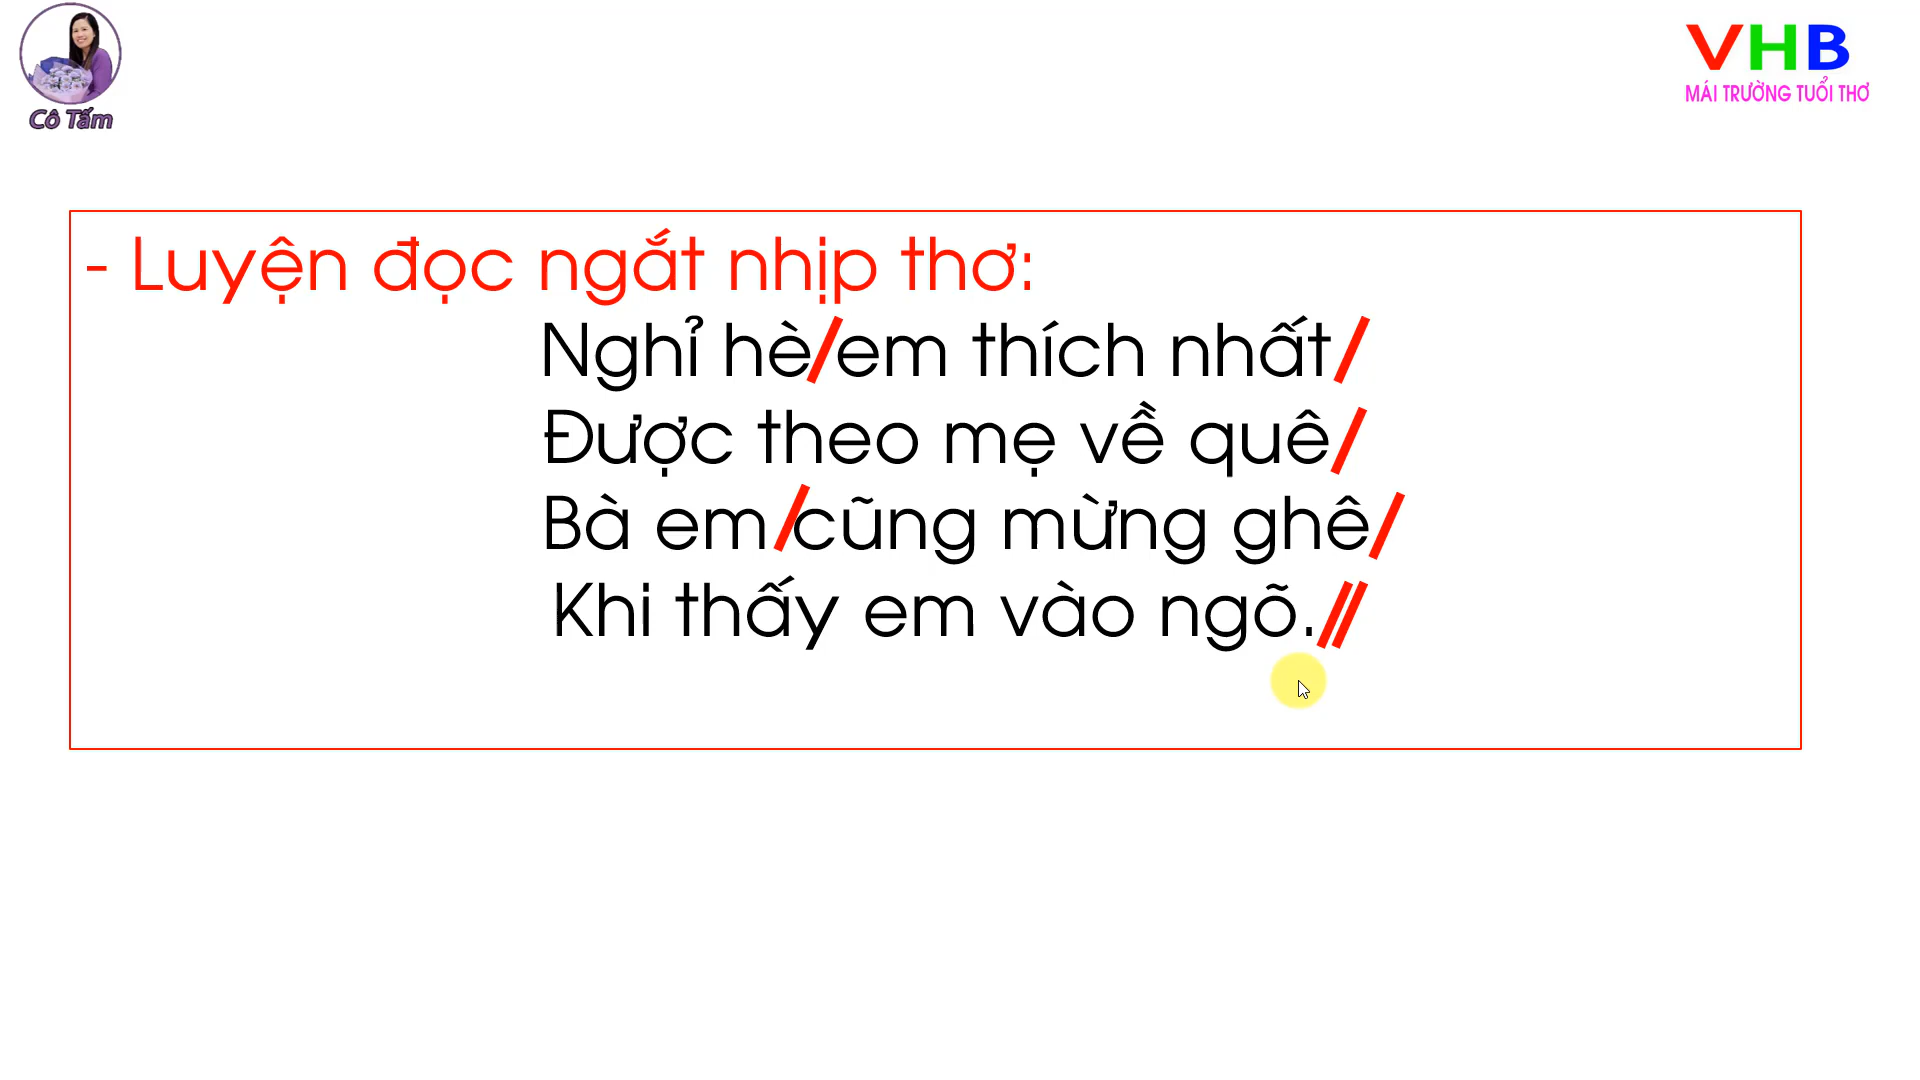 Cô Tấm
VHB
MÁI TRƯỜNG TUỔI THƠ
- Luyện đọc ngắt nhịp thơ:
Nghỉ hè/em thích nhất/
Được theo mẹ về quê/
Bà em/cũng mừng ghê/
Khi thấy em vào ngõ.//